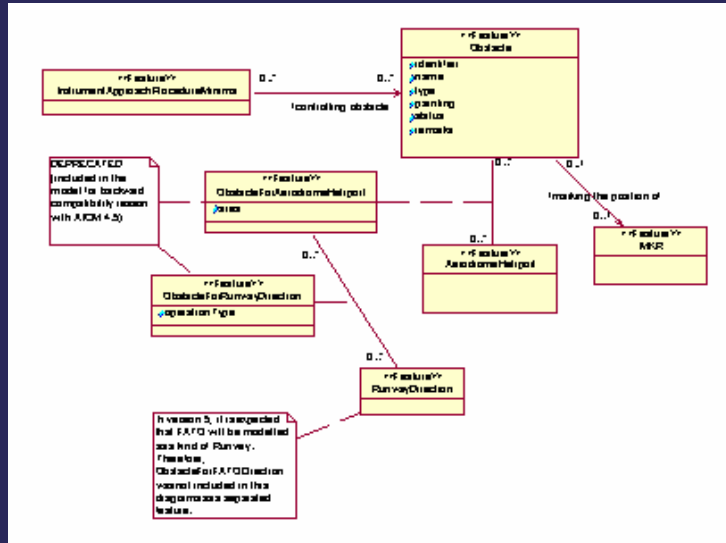 <<Feature>>
Obstacle
identifier
name
type
painting
status
remarks
<<Feature>>
InstrumentApproachProcedureMinima
0..*
0..*
*controlling obstacle
DEPRECATED
(included in the
model for backward
compatibility reason
with AICM 4.5)
<<Feature>>
ObstacleForAerodromeHeliport
area
0..*
0..*
*marking the position of
0..*
0..*
<<Feature>>
MKR
<<Feature>>
AerodromeHeliport
0..*
<<Feature>>
ObstacleForRunwayDirection
operationType
0..*
<<Feature>>
RunwayDirection
In version 5, it is expected
that FATO will be modelled
as a kind of Runway.
Therefore,
ObstacleForFATODirection
was not included in this
diagram as a separated
feature.